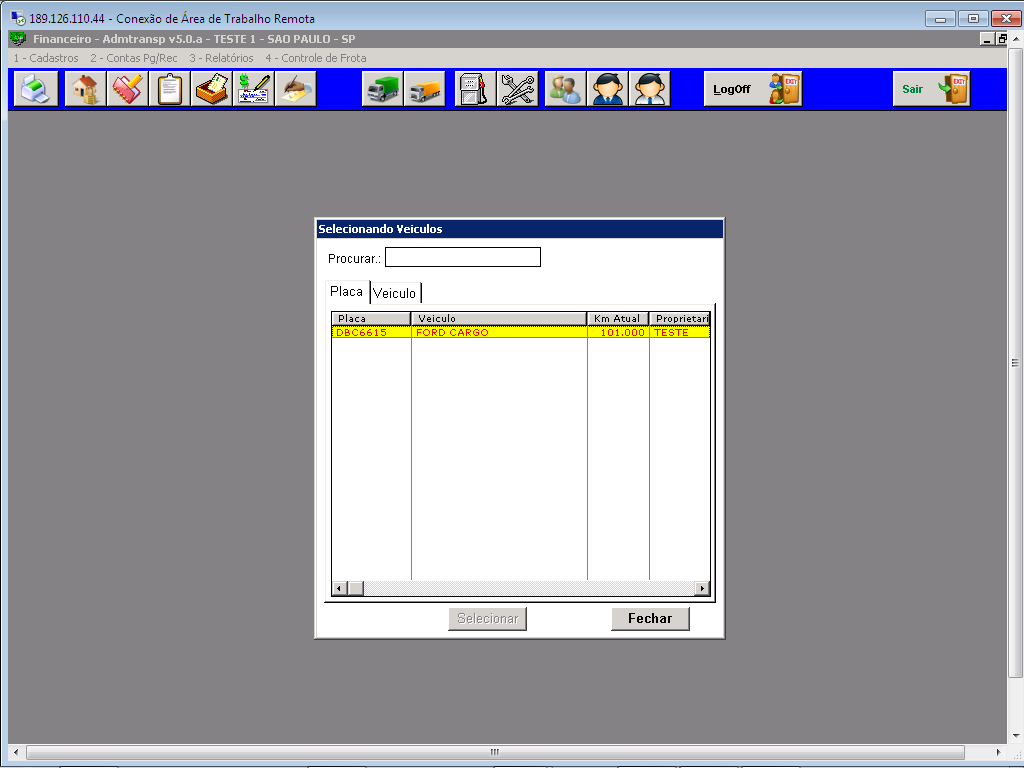 189.126.110.44 - Conexão de Área de Trabalho Remota
Financeiro - Admtransp v5.0.a - TESTE 1 - SAO PAULO - SP
1 - Cadastros 2 - Contas Pg/Rec 3 - Relatórios 4 - Controle de Frota
LogOff EXIT Sair EXIT
Selecionando Veiculos
Procurar.:
Placa Veiculo
Placa Veiculo Km Atual Proprietari
DBC6615 FORD CARGO 101.000 TESTE
Selecionar Fechar